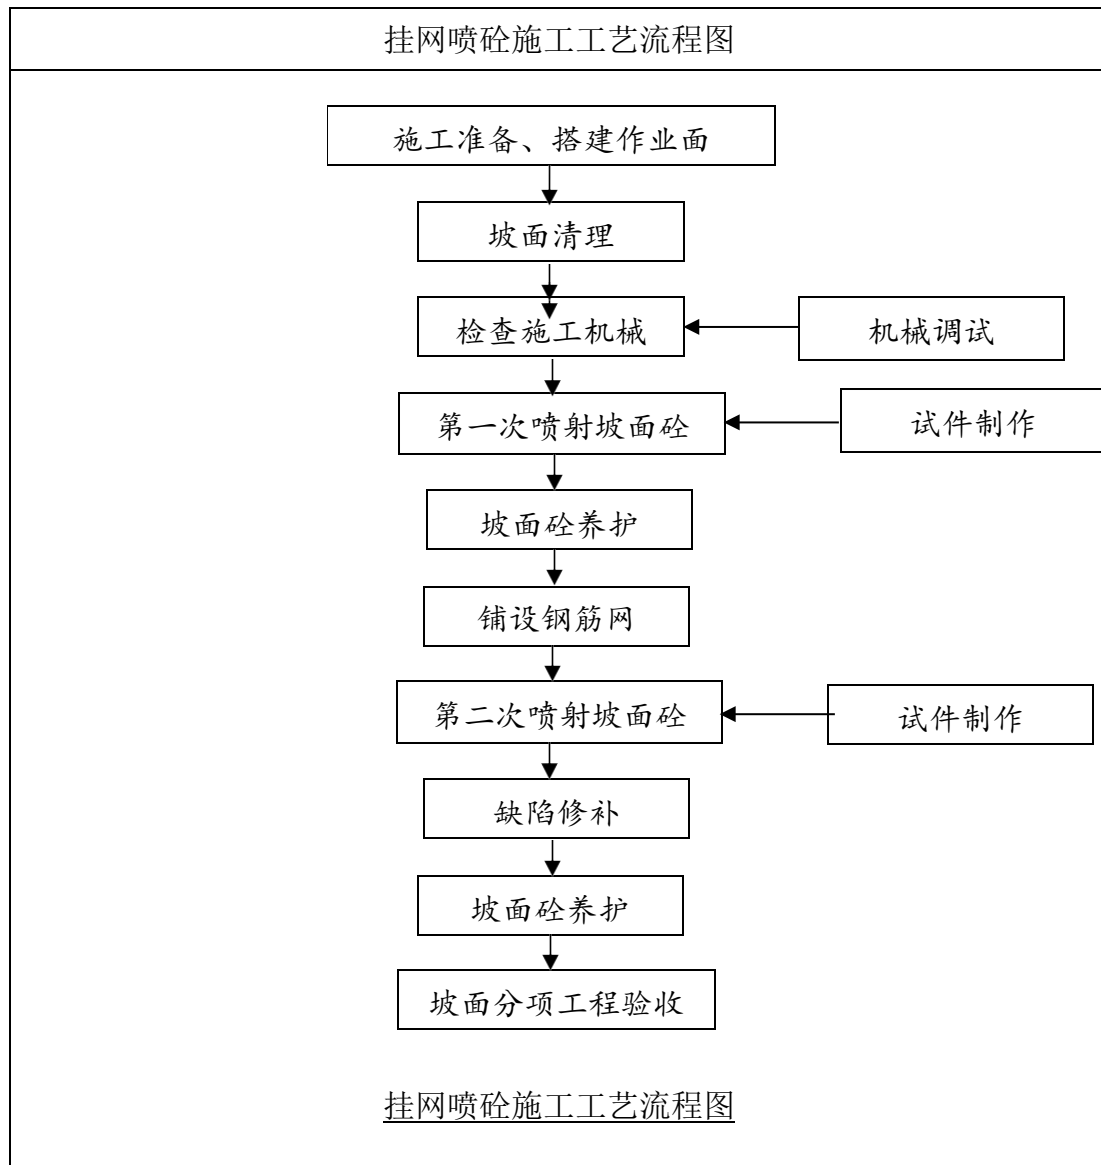 挂网喷砼施工工艺流程图
施工准备、搭建作业面
坡面清理
检查施工机械
机械调试
第一次喷射坡面砼
试件制作
坡面砼养护
铺设钢筋网
第二次喷射坡面砼
试件制作
缺陷修补
坡面砼养护
坡面分项工程验收
挂网喷砼施工工艺流程图